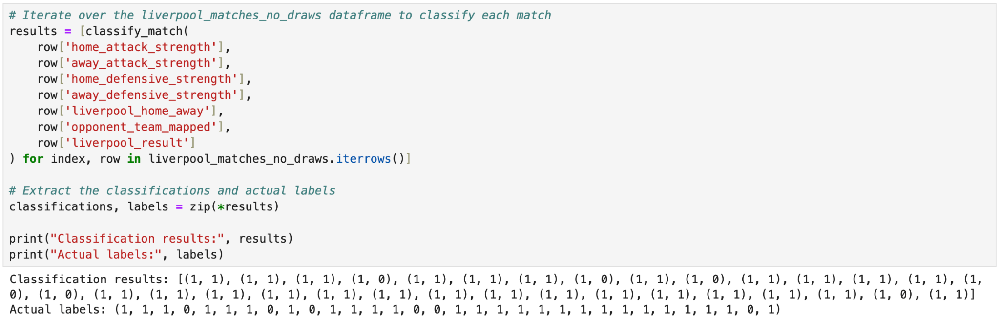 # Iterate over the liverpool_matches_no_draws dataframe to classify each match
results = [classify_match(
    row['home_attack_strength'],
    row['away_attack_strength'],
    row['home_defensive_strength'],
    row['away_defensive_strength'],
    row['liverpool_home_away'],
    row['opponent_team_mapped'],
    row['liverpool_result']
) for index, row in liverpool_matches_no_draws.iterrows()]

# Extract the classifications and actual labels
classifications, labels = zip(*results)

print("Classification results:", results)
print("Actual labels:", labels)
Classification results: [(1, 1), (1, 1), (1, 1), (1, 0), (1, 1), (1, 1), (1, 1), (1, 0), (1, 1), (1, 0), (1, 1), (1, 1), (1, 1), (1, 1), (1,
0), (1, 0), (1, 1), (1, 1), (1, 1), (1, 1), (1, 1), (1, 1), (1, 1), (1, 1), (1, 1), (1, 1), (1, 1), (1, 1), (1, 1), (1, 1), (1, 0), (1, 1)]
Actual labels: (1, 1, 1, 0, 1, 1, 1, 0, 1, 0, 1, 1, 1, 1, 0, 0, 1, 1, 1, 1, 1, 1, 1, 1, 1, 1, 1, 1, 1, 1, 0, 1)